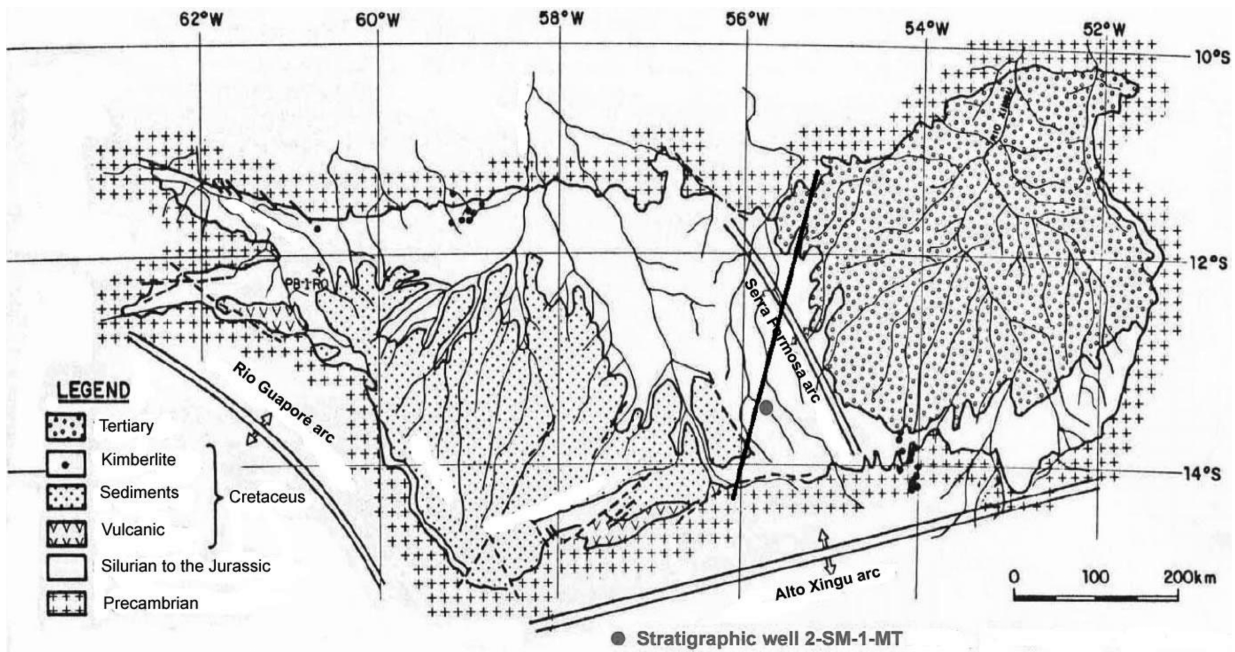 62°W 60°W 58°W 56°W 54°W 52°W
10°S
RIO XINGU
12°S
PB-1-RO
Serra Formosa arc
Rio Guapore arc
LEGEND
Tertiary
Kimberlite
Sediments
Cretaceus
Vulcanic
Silurian to the Jurassic
Precambrian
14°S
Alto Xingu arc
0 100 200km
Stratigraphic well 2-SM-1-MT